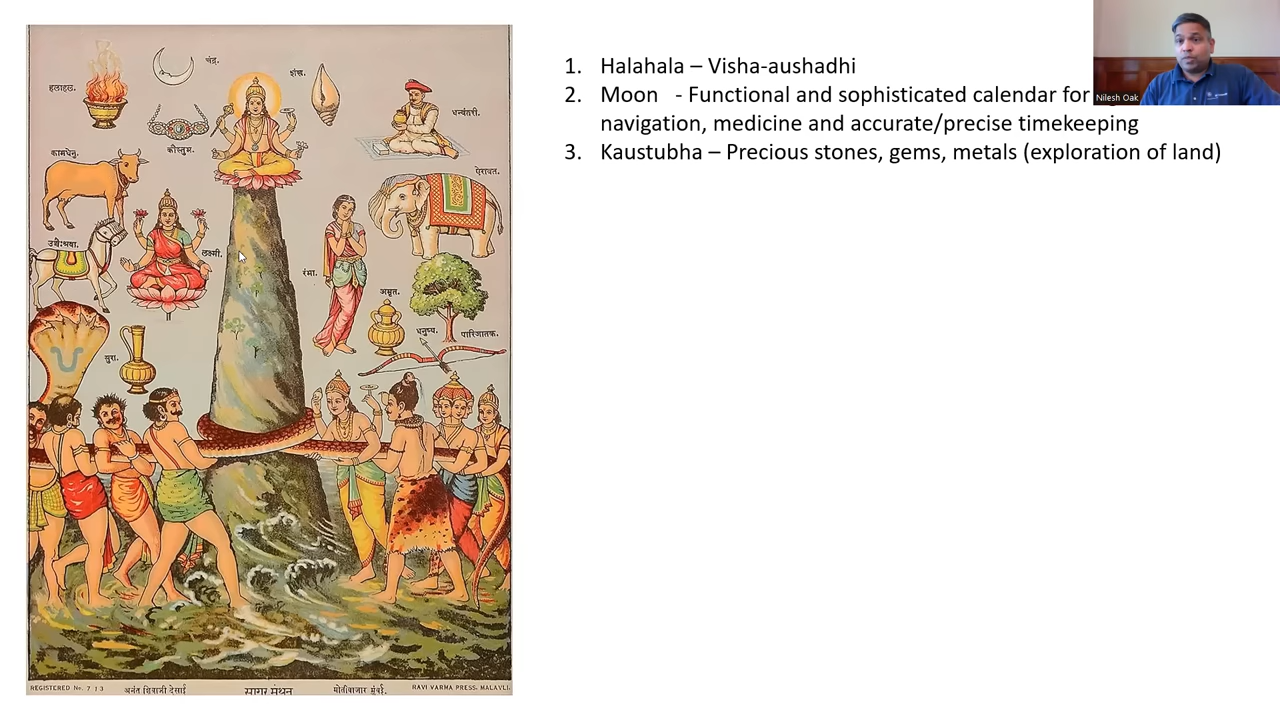 हलाहल.
चंद्र.
शंख.
धन्वंतरी.
कौस्तुभ.
कामधेनु.
ऐरावत.
उच्चैःश्रवा.
लक्ष्मी.
रंभा.
अमृत.
धनुष्य.
पारिजातक.
सुरा.
REGISTERED No. 7 1 3
अनंत शिवाजी देसाई
सागर मंथन
मोतीबाजार मुंबई.
RAVI VARMA PRESS. MALAVLI.
1. Halahala – Visha-aushadhi
2. Moon - Functional and sophisticated calendar for
navigation, medicine and accurate/precise timekeeping
3. Kaustubha – Precious stones, gems, metals (exploration of land)
Nilesh Oak